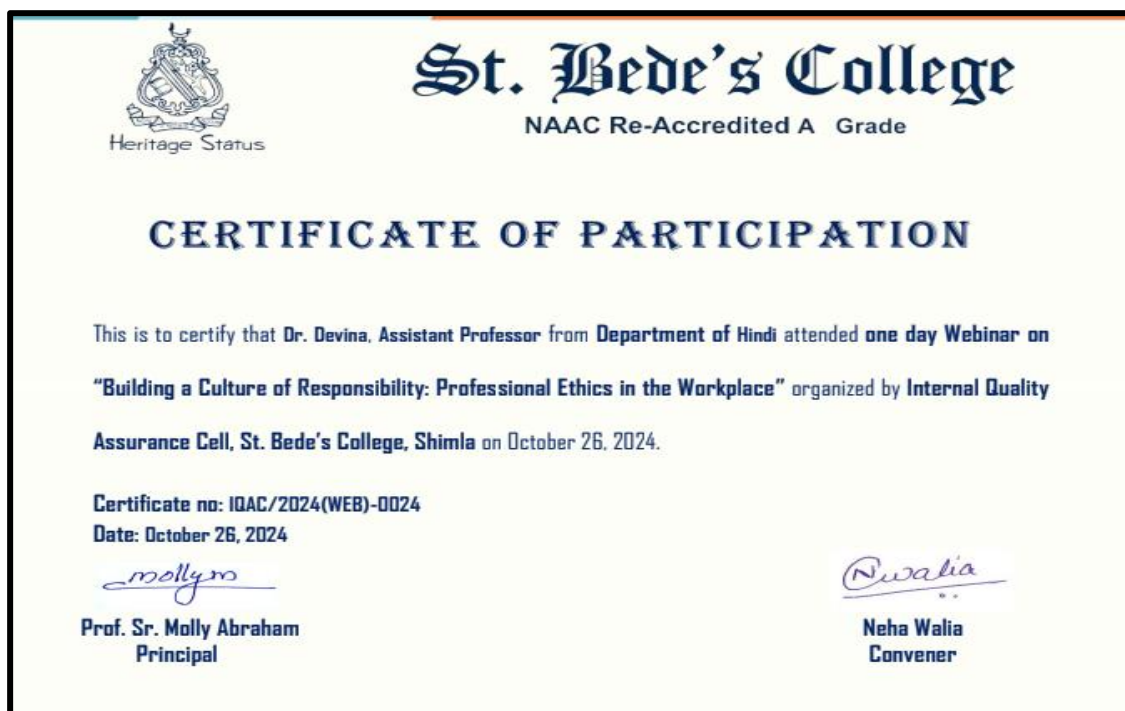 St. Bede's College
NAAC Re-Accredited A Grade
Heritage Status
CERTIFICATE OF PARTICIPATION
This is to certify that Dr. Devina, Assistant Professor from Department of Hindi attended one day Webinar on
“Building a Culture of Responsibility: Professional Ethics in the Workplace” organized by Internal Quality
Assurance Cell, St. Bede's College, Shimla on October 26, 2024.
Certificate no: IQAC/2024(WEB)-0024
Date: October 26, 2024
mollym
Nwalia
Prof. Sr. Molly Abraham
Principal
Neha Walia
Convener